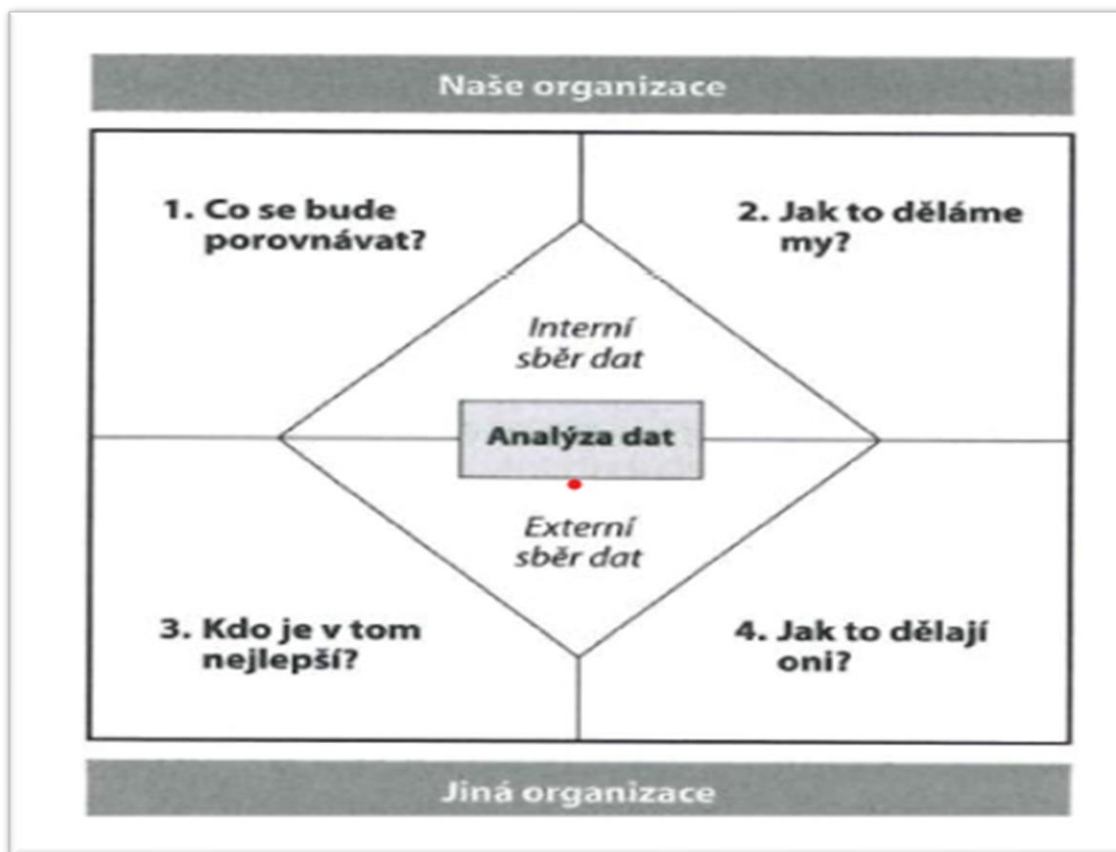 Naše organizace
1. Co se bude
porovnávat?
2. Jak to děláme
my?
Interní
sběr dat
Analýza dat
Externí
sběr dat
3. Kdo je v tom
nejlepší?
4. Jak to dělají
oni?
Jiná organizace